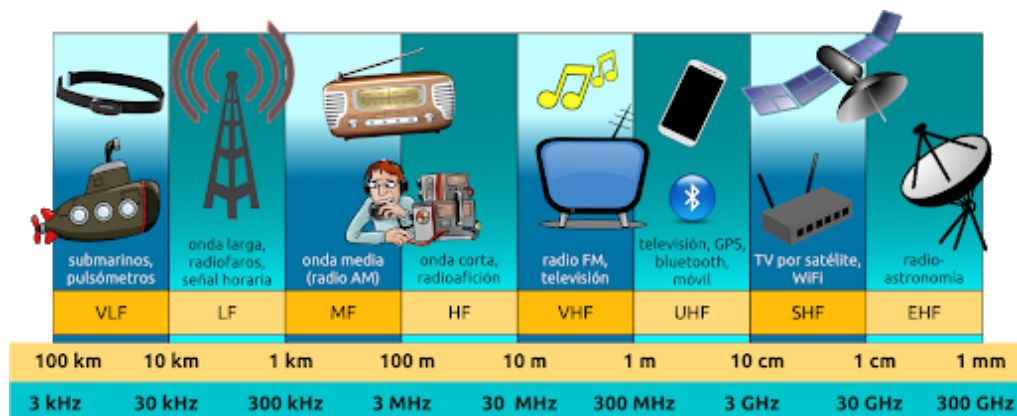 submarinos,
pulsómetros
onda larga,
radiofaros,
señal horaria
onda media
(radio AM)
onda corta,
radioafición
radio FM,
televisión
televisión, GPS,
bluetooth,
móvil
TV por satélite,
WiFi
radio-
astronomía
VLF LF MF HF VHF UHF SHF EHF
100 km 10 km 1 km 100 m 10 m 1 m 10 cm 1 cm 1 mm
3 kHz 30 kHz 300 kHz 3 MHz 30 MHz 300 MHz 3 GHz 30 GHz 300 GHz